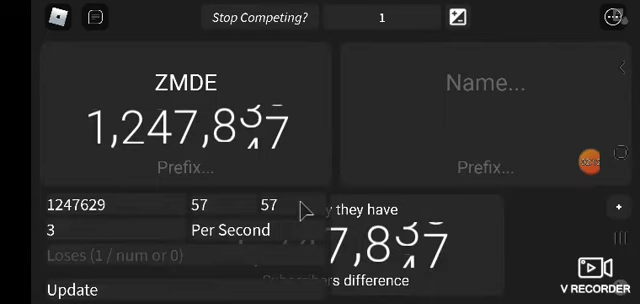 Stop Competing?
1
ZMDE
Name...
Prefix...
Prefix...
1247629
57
57
y they have
3
Per Second
Loses (1 / num or 0)
s difference
Update
V RECORDER